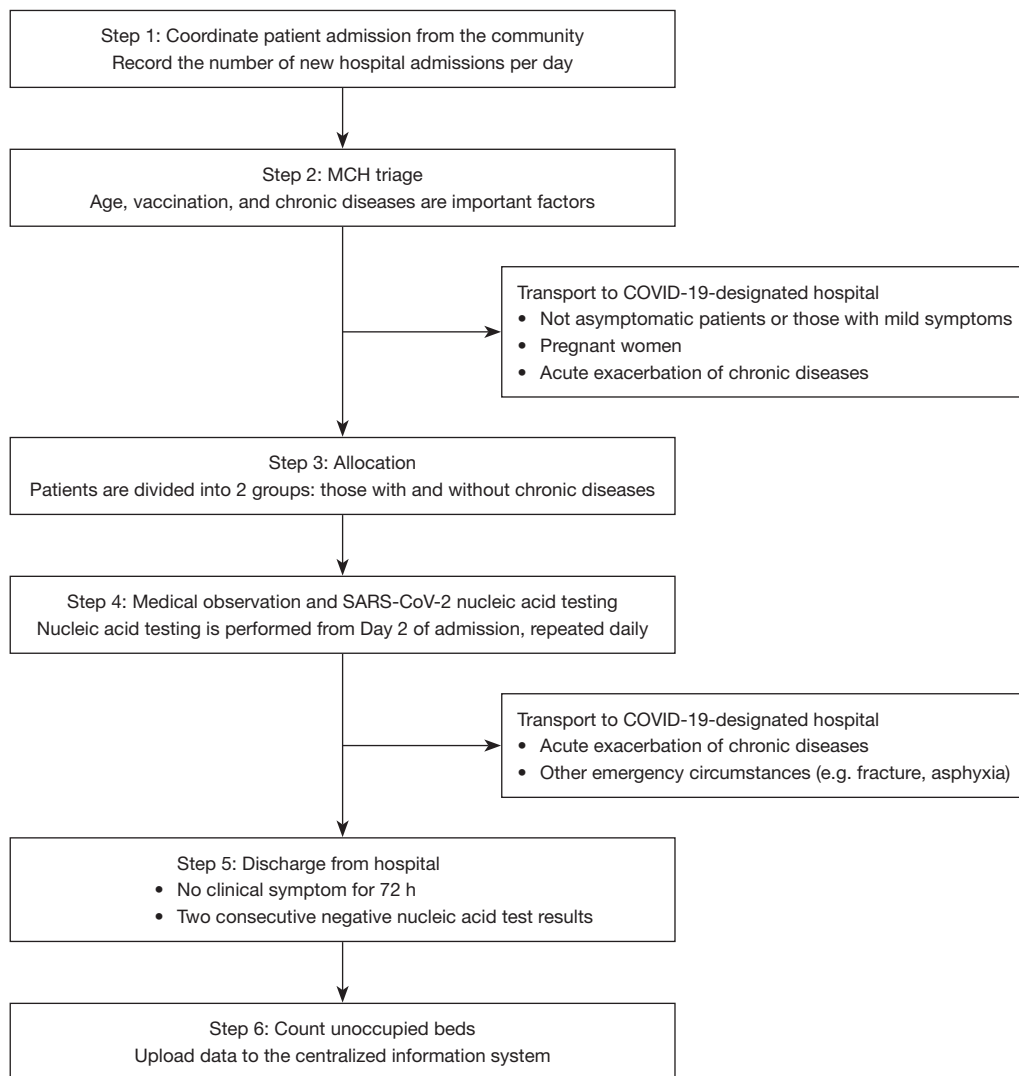 Step 1: Coordinate patient admission from the community
Record the number of new hospital admissions per day
Step 2: MCH triage
Age, vaccination, and chronic diseases are important factors
Transport to COVID-19-designated hospital
• Not asymptomatic patients or those with mild symptoms
• Pregnant women
• Acute exacerbation of chronic diseases
Step 3: Allocation
Patients are divided into 2 groups: those with and without chronic diseases
Step 4: Medical observation and SARS-CoV-2 nucleic acid testing
Nucleic acid testing is performed from Day 2 of admission, repeated daily
Transport to COVID-19-designated hospital
• Acute exacerbation of chronic diseases
• Other emergency circumstances (e.g. fracture, asphyxia)
Step 5: Discharge from hospital
• No clinical symptom for 72 h
• Two consecutive negative nucleic acid test results
Step 6: Count unoccupied beds
Upload data to the centralized information system